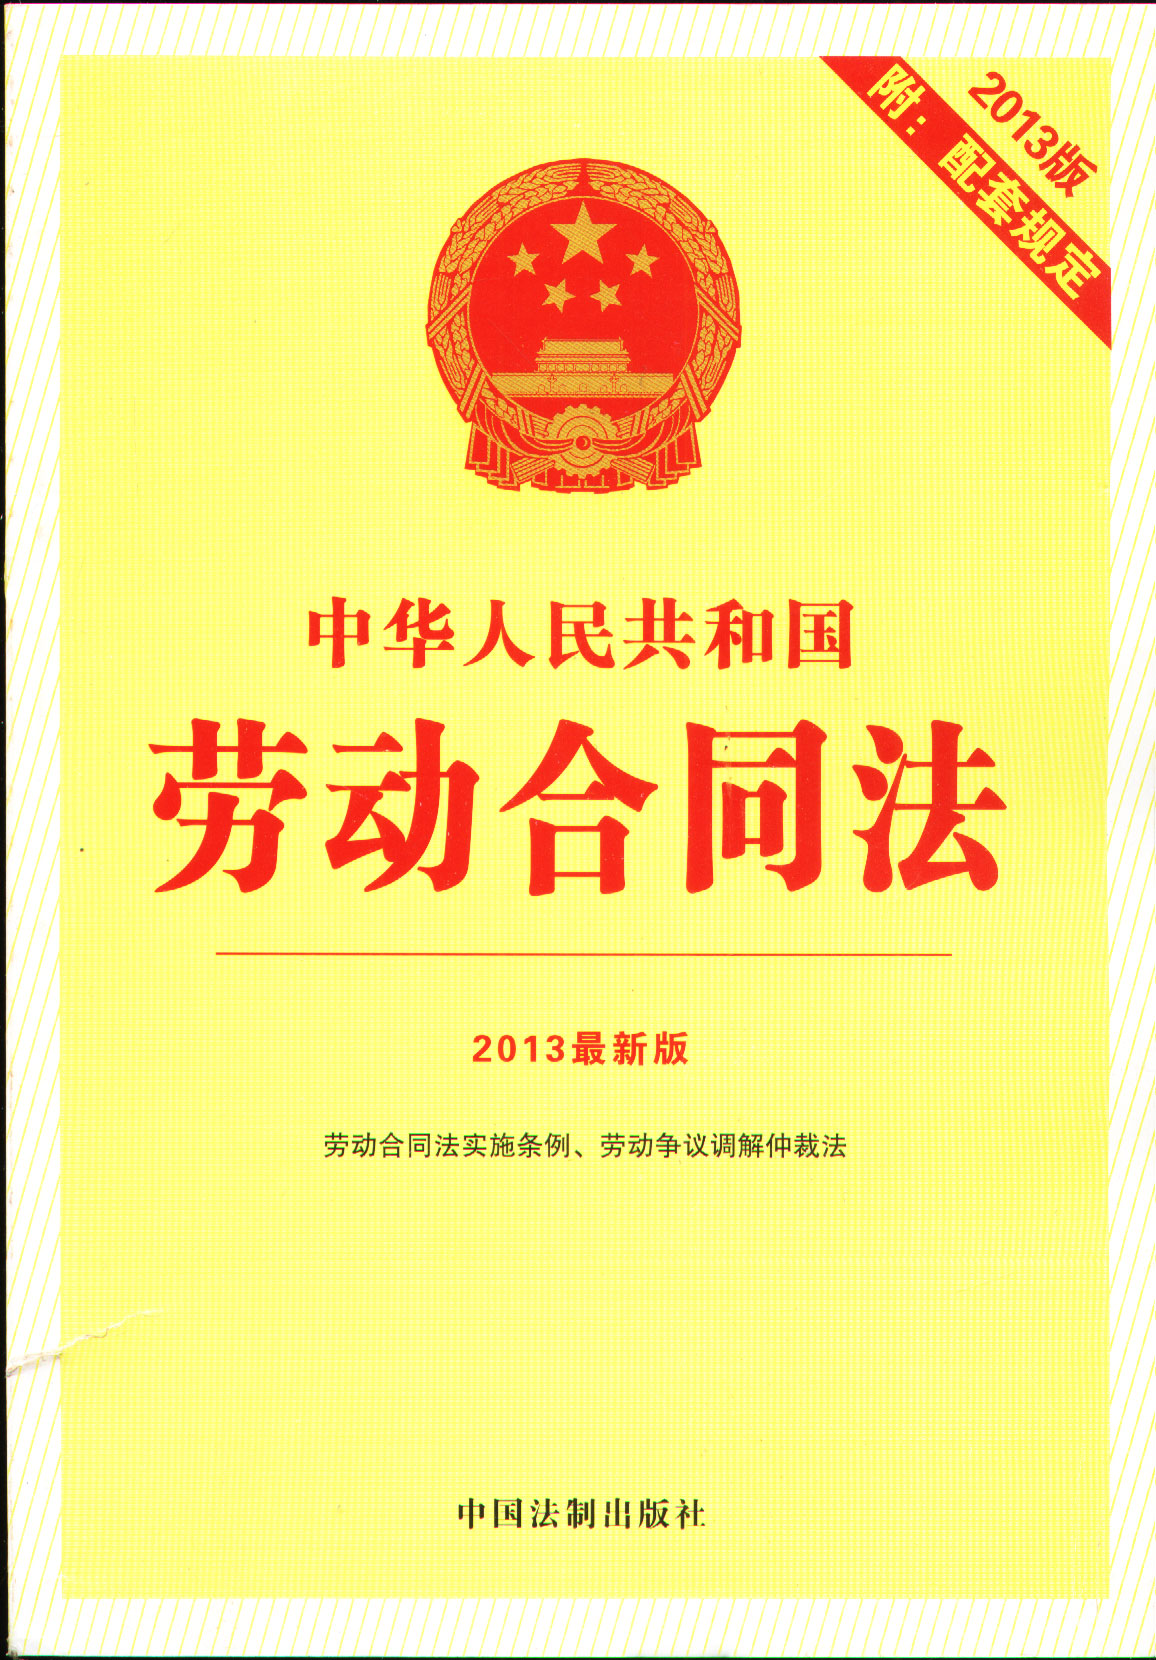 2013版
附：配套规定
中华人民共和国
劳动合同法
2013最新版
劳动合同法实施条例、劳动争议调解仲裁法
中国法制出版社